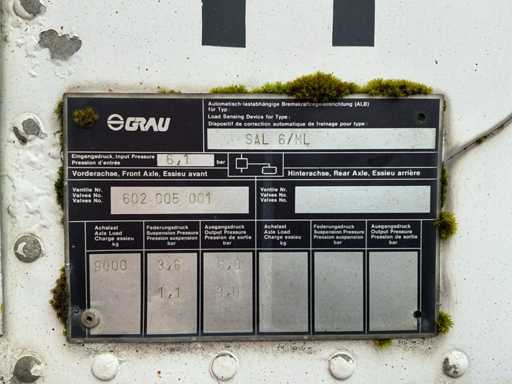 GRAU
Automatisch-lastabhängige Bremskraftregeleinrichtung (ALB)
für Typ:
Load Sensing Device for Type:
Dispositif de correction automatique de freinage pour type:
SAL 6/ML
Eingangsdruck, Input Pressure
Pression d'entrée
6,1 bar
Vorderachse, Front Axle, Essieu avant
Hinterachse, Rear Axle, Essieu arrière
Ventile Nr.
Valves No.
Valves No.
602 005 001
Ventile Nr.
Valves No.
Valves No.
Achslast
Axle Load
Charge essieu
kg
Federungsdruck
Suspension Pressure
Pression suspension
bar
Ausgangsdruck
Output Pressure
Pression de sortie
bar
Achslast
Axle Load
Charge essieu
kg
Federungsdruck
Suspension Pressure
Pression suspension
bar
Ausgangsdruck
Output Pressure
Pression de sortie
bar
9000 3,6
1,1